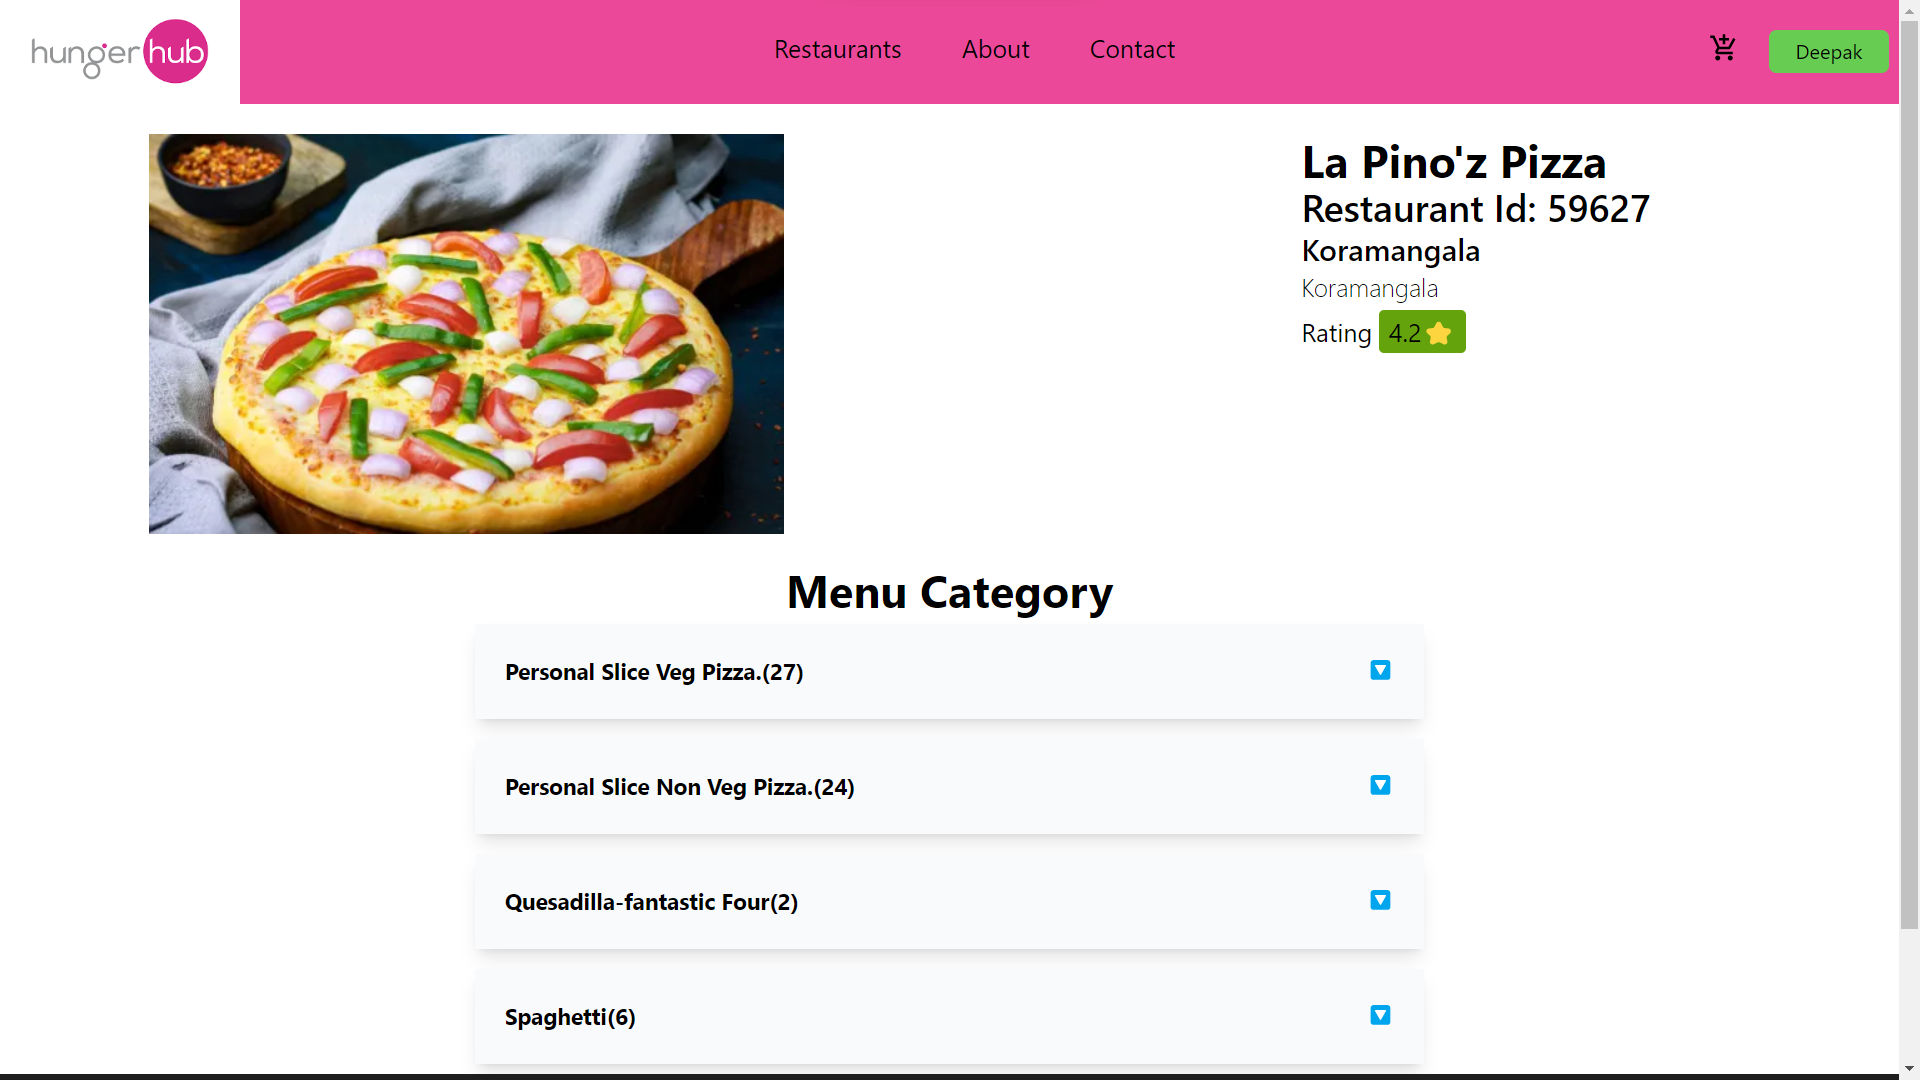 hunger hub
Restaurants About Contact
Deepak
La Pino'z Pizza
Restaurant Id: 59627
Koramangala
Koramangala
Rating 4.2
Menu Category
Personal Slice Veg Pizza.(27)
Personal Slice Non Veg Pizza.(24)
Quesadilla-fantastic Four(2)
Spaghetti(6)